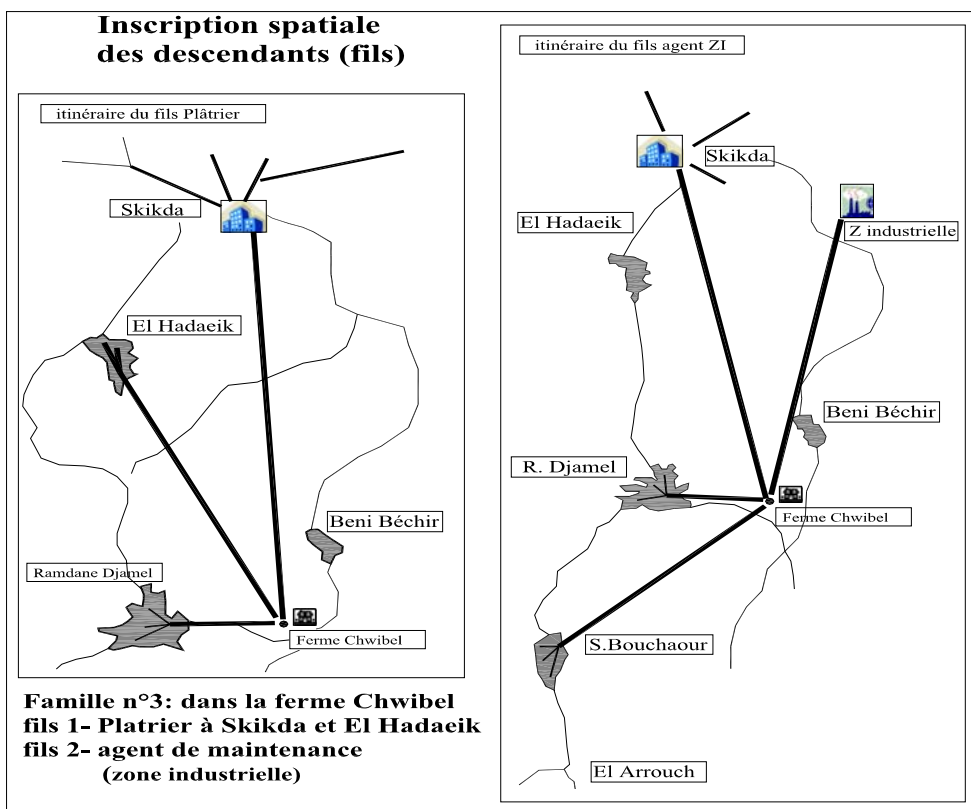 Inscription spatiale
des descendants (fils)
itinéraire du fils Plâtrier
Skikda
El Hadaeik
Beni Béchir
Ramdane Djamel
Ferme Chwibel
Famille n°3: dans la ferme Chwibel
fils 1- Platrier à Skikda et El Hadaeik
fils 2- agent de maintenance
(zone industrielle)
itinéraire du fils agent ZI
Skikda
El Hadaeik
Z industrielle
Beni Béchir
R. Djamel
Ferme Chwibel
S.Bouchaour
El Arrouch